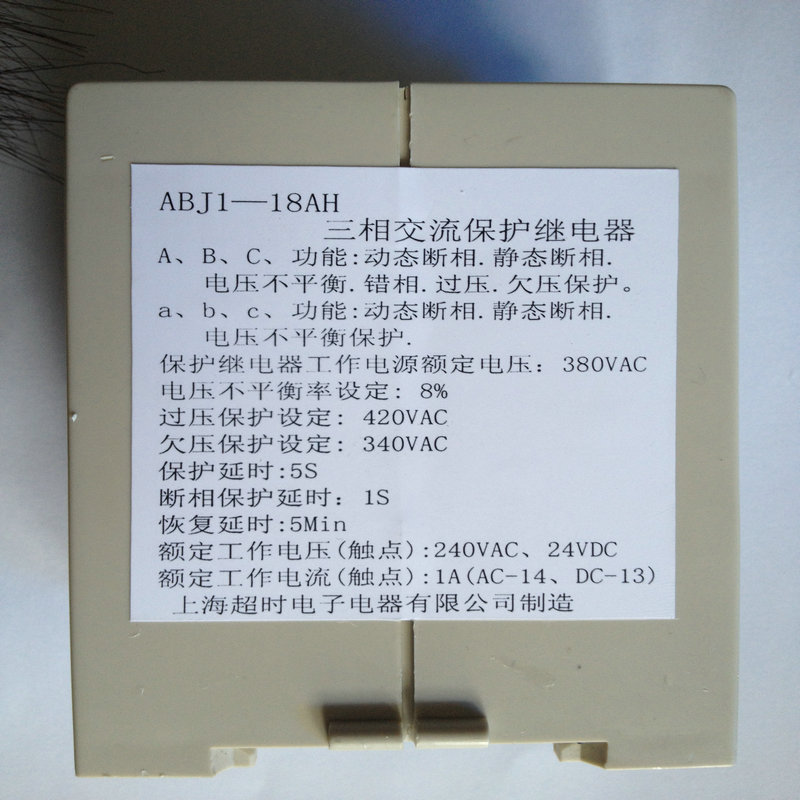 ABJ1—18AH
三相交流保护继电器
A、B、C、功能:动态断相.静态断相.
电压不平衡.错相.过压.欠压保护。
a、b、c、功能:动态断相.静态断相.
电压不平衡保护.
保护继电器工作电源额定电压：380VAC
电压不平衡率设定: 8%
过压保护设定: 420VAC
欠压保护设定: 340VAC
保护延时:5S
断相保护延时：1S
恢复延时:5Min
额定工作电压(触点):240VAC、24VDC
额定工作电流(触点):1A(AC-14、DC-13)
上海超时电子电器有限公司制造